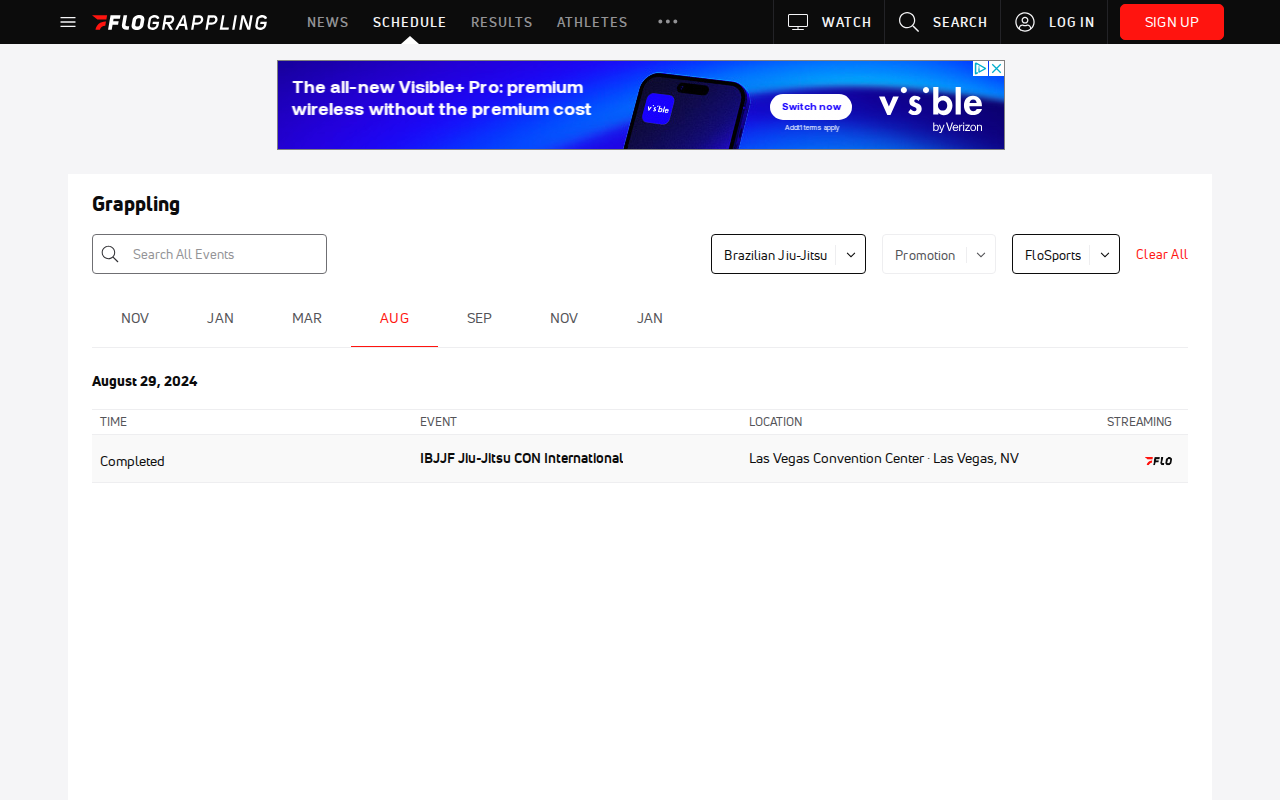 FLOGRAPPLING NEWS SCHEDULE RESULTS ATHLETES WATCH SEARCH LOG IN SIGN UP
The all-new Visible+ Pro: premium
wireless without the premium cost
visible
Switch now
Addt'l terms apply
visible
by Verizon
Grappling
Search All Events Brazilian Jiu-Jitsu Promotion FloSports Clear All
NOV JAN MAR AUG SEP NOV JAN
August 29, 2024
TIME EVENT LOCATION STREAMING
Completed IBJJF Jiu-Jitsu CON International Las Vegas Convention Center · Las Vegas, NV FLO